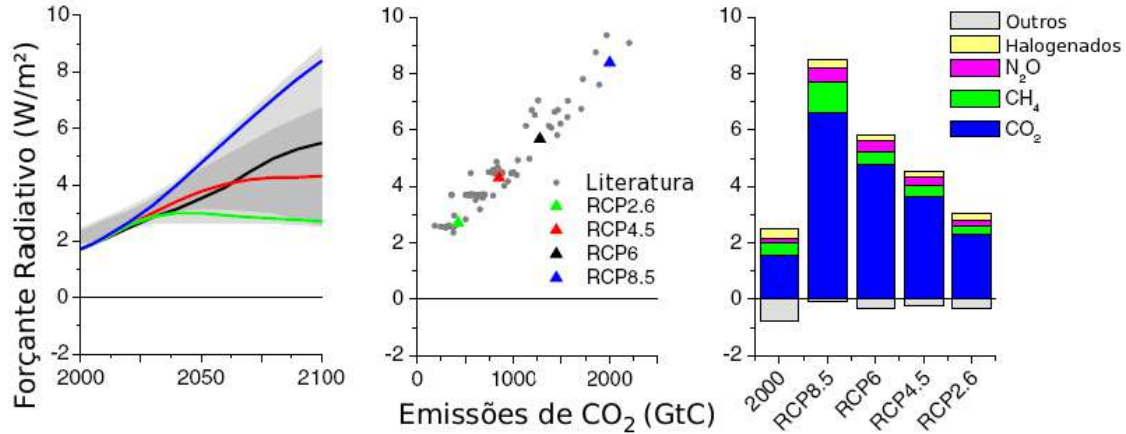 Forçante Radiativo (W/m²)
10
8
6
4
2
0
-2
2000 2050 2100
10
8
6
4
2
0
-2
Literatura
RCP2.6
RCP4.5
RCP6
RCP8.5
0 1000 2000
Emissões de CO₂ (GtC)
10
8
6
4
2
0
-2
2000 RCP8.5 RCP6 RCP4.5 RCP2.6
Outros
Halogenados
N₂O
CH₄
CO₂